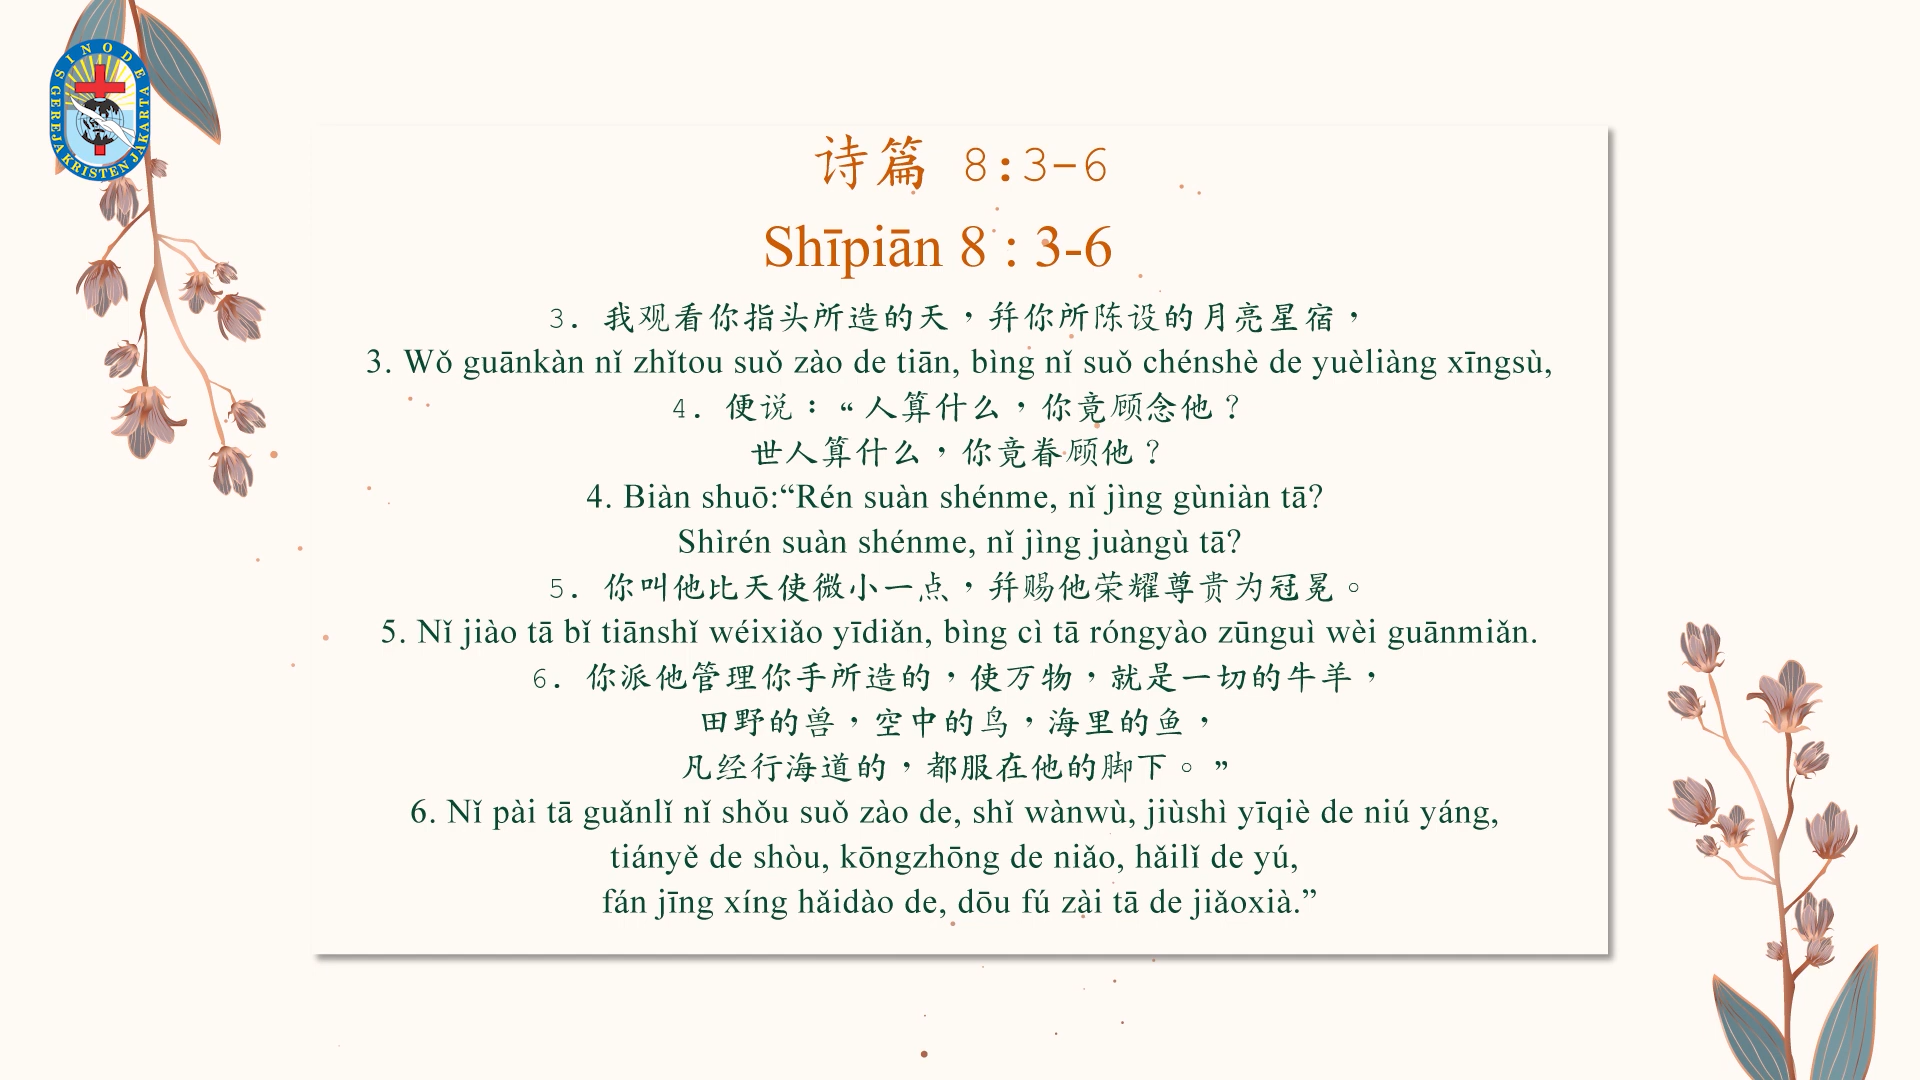 SINODE GEREJA KRISTEN JAKARTA
诗篇 8:3-6
Shīpiān 8 : 3-6
3. 我观看你指头所造的天，并你所陈设的月亮星宿，
3. Wǒ guānkàn nǐ zhǐtou suǒ zào de tiān, bìng nǐ suǒ chénshè de yuèliàng xīngsù,
4. 便说：“人算什么，你竟顾念他？
世人算什么，你竟眷顾他？
4. Biàn shuō:“Rén suàn shénme, nǐ jìng gùniàn tā?
Shìrén suàn shénme, nǐ jìng juàngù tā?
5. 你叫他比天使微小一点，并赐他荣耀尊贵为冠冕。
5. Nǐ jiào tā bǐ tiānshǐ wéixiǎo yīdiǎn, bìng cì tā róngyào zūnguì wèi guānmiǎn.
6. 你派他管理你手所造的，使万物，就是一切的牛羊，
田野的兽，空中的鸟，海里的鱼，
凡经行海道的，都服在他的脚下。”
6. Nǐ pài tā guǎnlǐ nǐ shǒu suǒ zào de, shǐ wànwù, jiùshì yīqiè de niú yáng,
tiányě de shòu, kōngzhōng de niǎo, hǎilǐ de yú,
fán jīng xíng hǎidào de, dōu fú zài tā de jiǎoxià.”